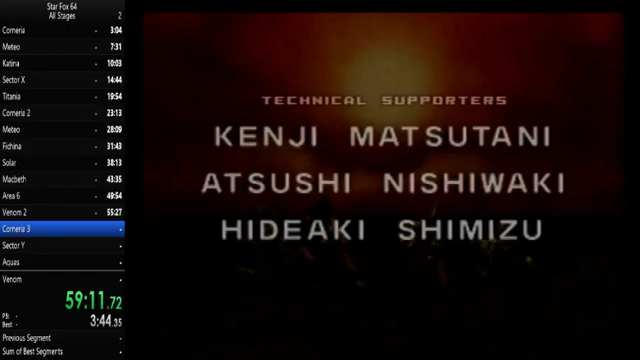 Star Fox 64
All Stages 2
Corneria 3:04
Meteo 7:31
Katina 10:03
Sector X 14:44
Titania 19:54
Corneria 2 23:13
Meteo 28:09
Fichina 31:43
Solar 38:13
Macbeth 43:35
Area 6 49:54
Venom 2 55:27
Corneria 3 -
Sector Y -
Aquas -
Venom -
59:11.72
PB: -
Best - 3:44.35
Previous Segment -
Sum of Best Segments -
TECHNICAL SUPPORTERS
KENJI MATSUTANI
ATSUSHI NISHIWAKI
HIDEAKI SHIMIZU